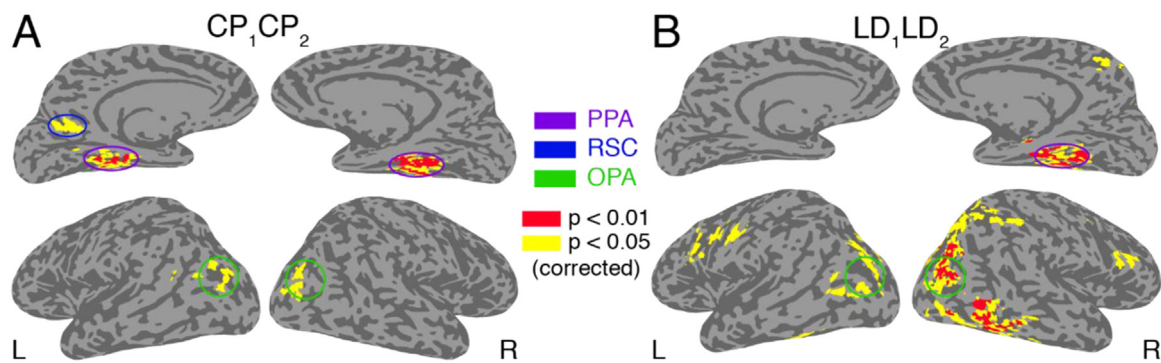 A
CP₁CP₂
B
LD₁LD₂
PPA
RSC
OPA
p < 0.01
p < 0.05
(corrected)
L
R
L
R